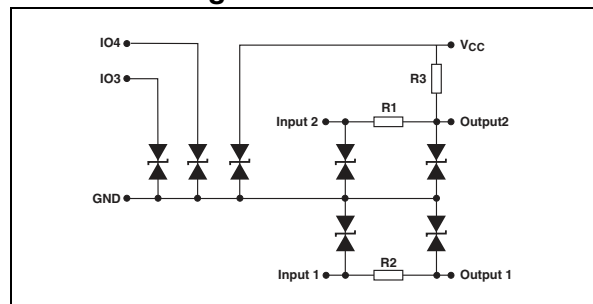 IO4
VCC
IO3
R3
R1
Input 2
Output2
GND
R2
Input 1
Output 1